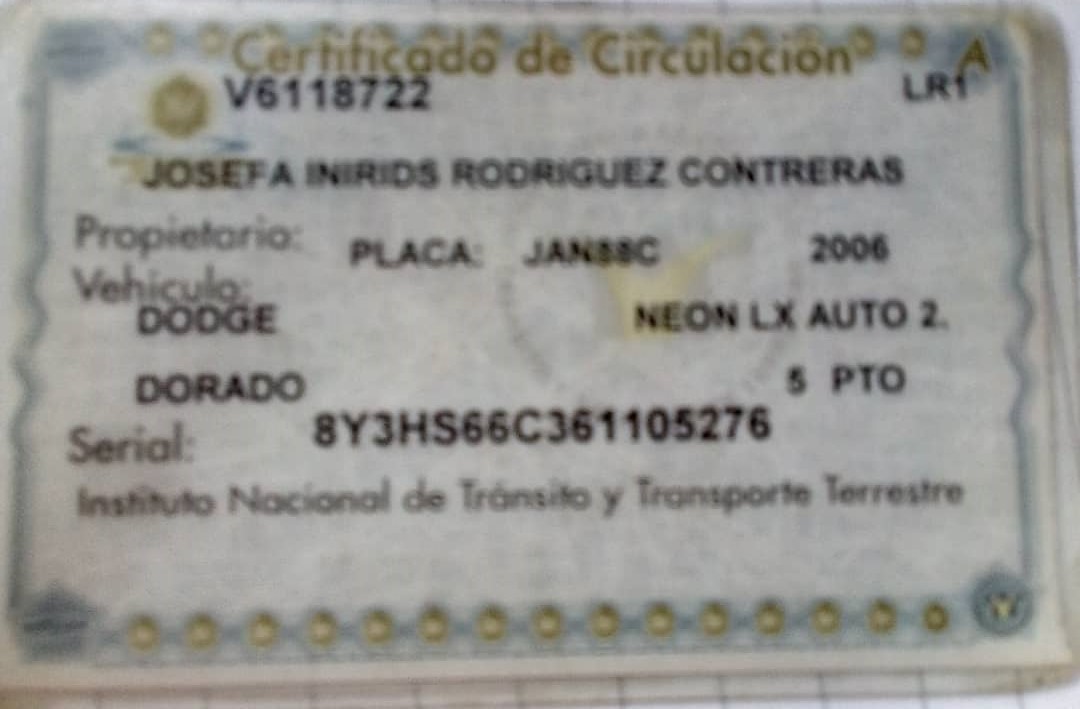 Certificado de Circulación A
V6118722 LR1
JOSEFA INIRIDS RODRIGUEZ CONTRERAS
Propietario:
PLACA: JAN88C 2006
Vehiculo:
DODGE NEON LX AUTO 2.
DORADO 5 PTO
Serial: 8Y3HS66C361105276
Instituto Nacional de Tránsito y Transporte Terrestre